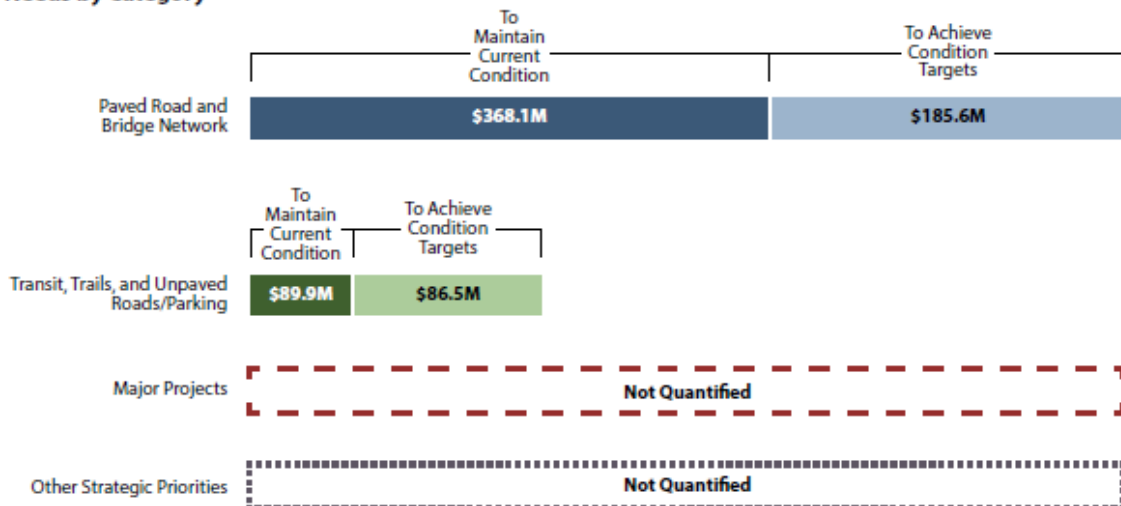 To
Maintain
Current
Condition
To Achieve
Condition
Targets
Paved Road and
Bridge Network
$368.1M
$185.6M
To
Maintain
Current
Condition
To Achieve
Condition
Targets
Transit, Trails, and Unpaved
Roads/Parking
$89.9M
$86.5M
Major Projects
Not Quantified
Other Strategic Priorities
Not Quantified